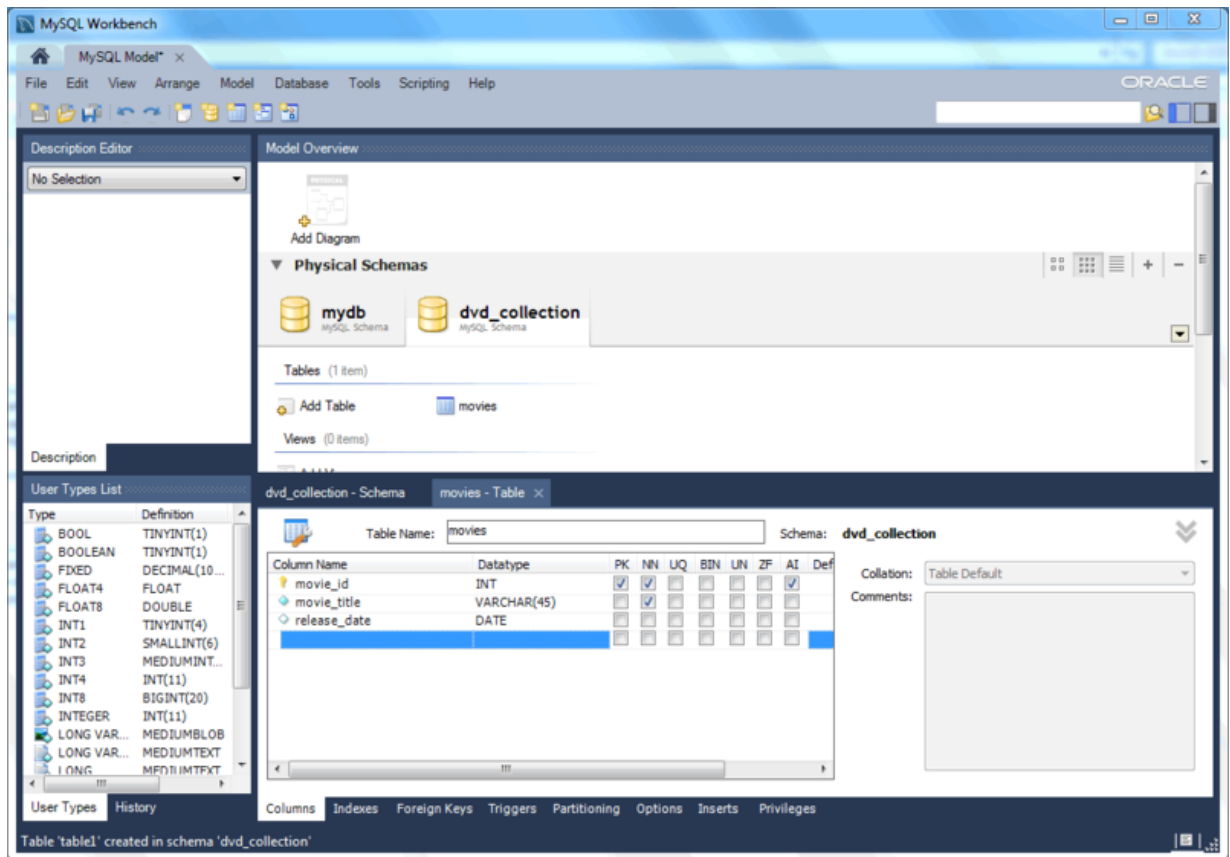 MySQL Workbench
MySQL Model* ×
File Edit View Arrange Model Database Tools Scripting Help
ORACLE
Description Editor
No Selection
Description
Model Overview
PHYSICAL
Add Diagram
Physical Schemas
mydb
MySQL Schema
dvd_collection
MySQL Schema
Tables (1 item)
Add Table
movies
Views (0 items)
User Types List
Type Definition
BOOL TINYINT(1)
BOOLEAN TINYINT(1)
FIXED DECIMAL(10...
FLOAT4 FLOAT
FLOAT8 DOUBLE
INT1 TINYINT(4)
INT2 SMALLINT(6)
INT3 MEDIUMINT...
INT4 INT(11)
INT8 BIGINT(20)
INTEGER INT(11)
LONG VAR... MEDIUMBLOB
LONG VAR... MEDIUMTEXT
LONG MEDIUMTEXT
User Types History
dvd_collection - Schema movies - Table ×
Table Name: movies Schema: dvd_collection
Column Name Datatype PK NN UQ BIN UN ZF AI Def
movie_id INT
movie_title VARCHAR(45)
release_date DATE
Collation: Table Default
Comments:
Columns Indexes Foreign Keys Triggers Partitioning Options Inserts Privileges
Table 'table1' created in schema 'dvd_collection'